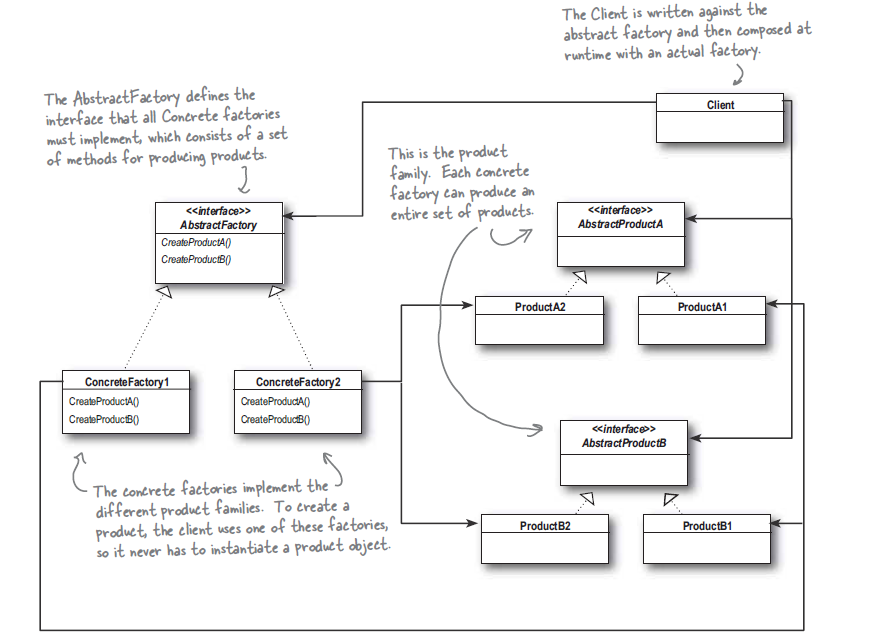 The Client is written against the
abstract factory and then composed at
runtime with an actual factory.
Client
The AbstractFactory defines the
interface that all Concrete factories
must implement, which consists of a set
of methods for producing products.
This is the product
family. Each concrete
factory can produce an
entire set of products.
<<interface>>
AbstractFactory
CreateProductA()
CreateProductB()
<<interface>>
AbstractProductA
ProductA2
ProductA1
ConcreteFactory1
CreateProductA()
CreateProductB()
ConcreteFactory2
CreateProductA()
CreateProductB()
<<interface>>
AbstractProductB
ProductB2
ProductB1
The concrete factories implement the
different product families. To create a
product, the client uses one of these factories,
so it never has to instantiate a product object.